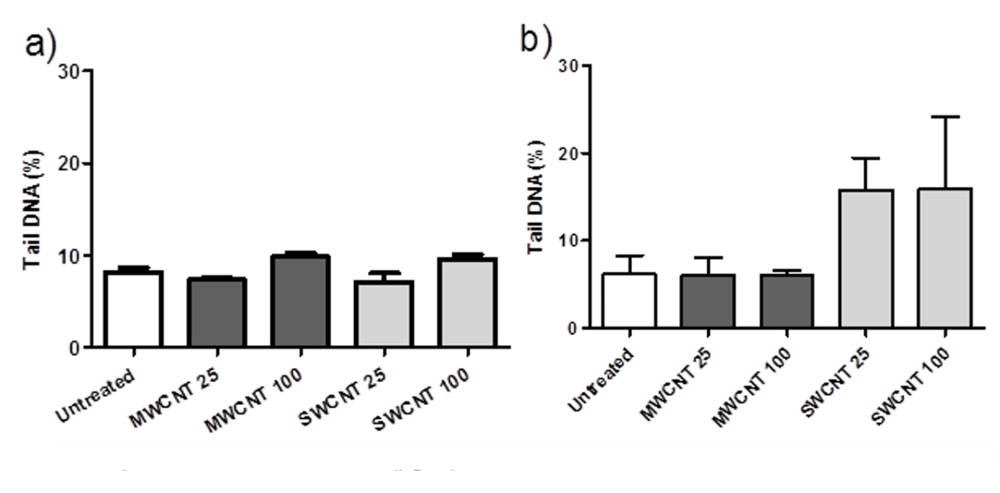 a)
30
20
10
0
Tail DNA (%)
Untreated
MWCNT 25
MWCNT 100
SWCNT 25
SWCNT 100
b)
30
20
10
0
Tail DNA (%)
Untreated
MWCNT 25
MWCNT 100
SWCNT 25
SWCNT 100